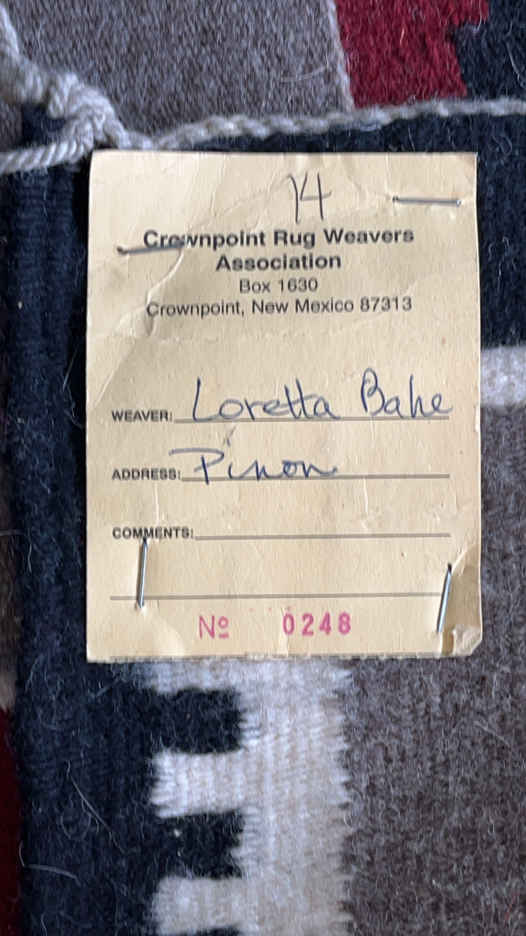 14
Crownpoint Rug Weavers
Association
Box 1630
Crownpoint, New Mexico 87313
WEAVER: Loretta Bahe
ADDRESS: Pinon
COMMENTS:
Nº 0248